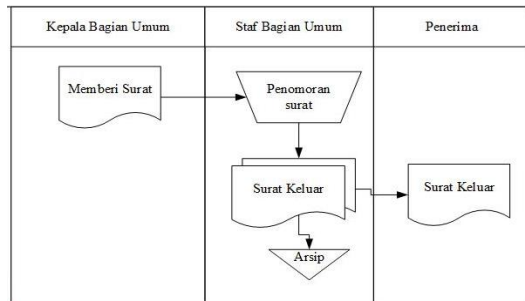 Kepala Bagian Umum
Staf Bagian Umum
Penerima
Memberi Surat
Penomoran
surat
Surat Keluar
Surat Keluar
Arsip